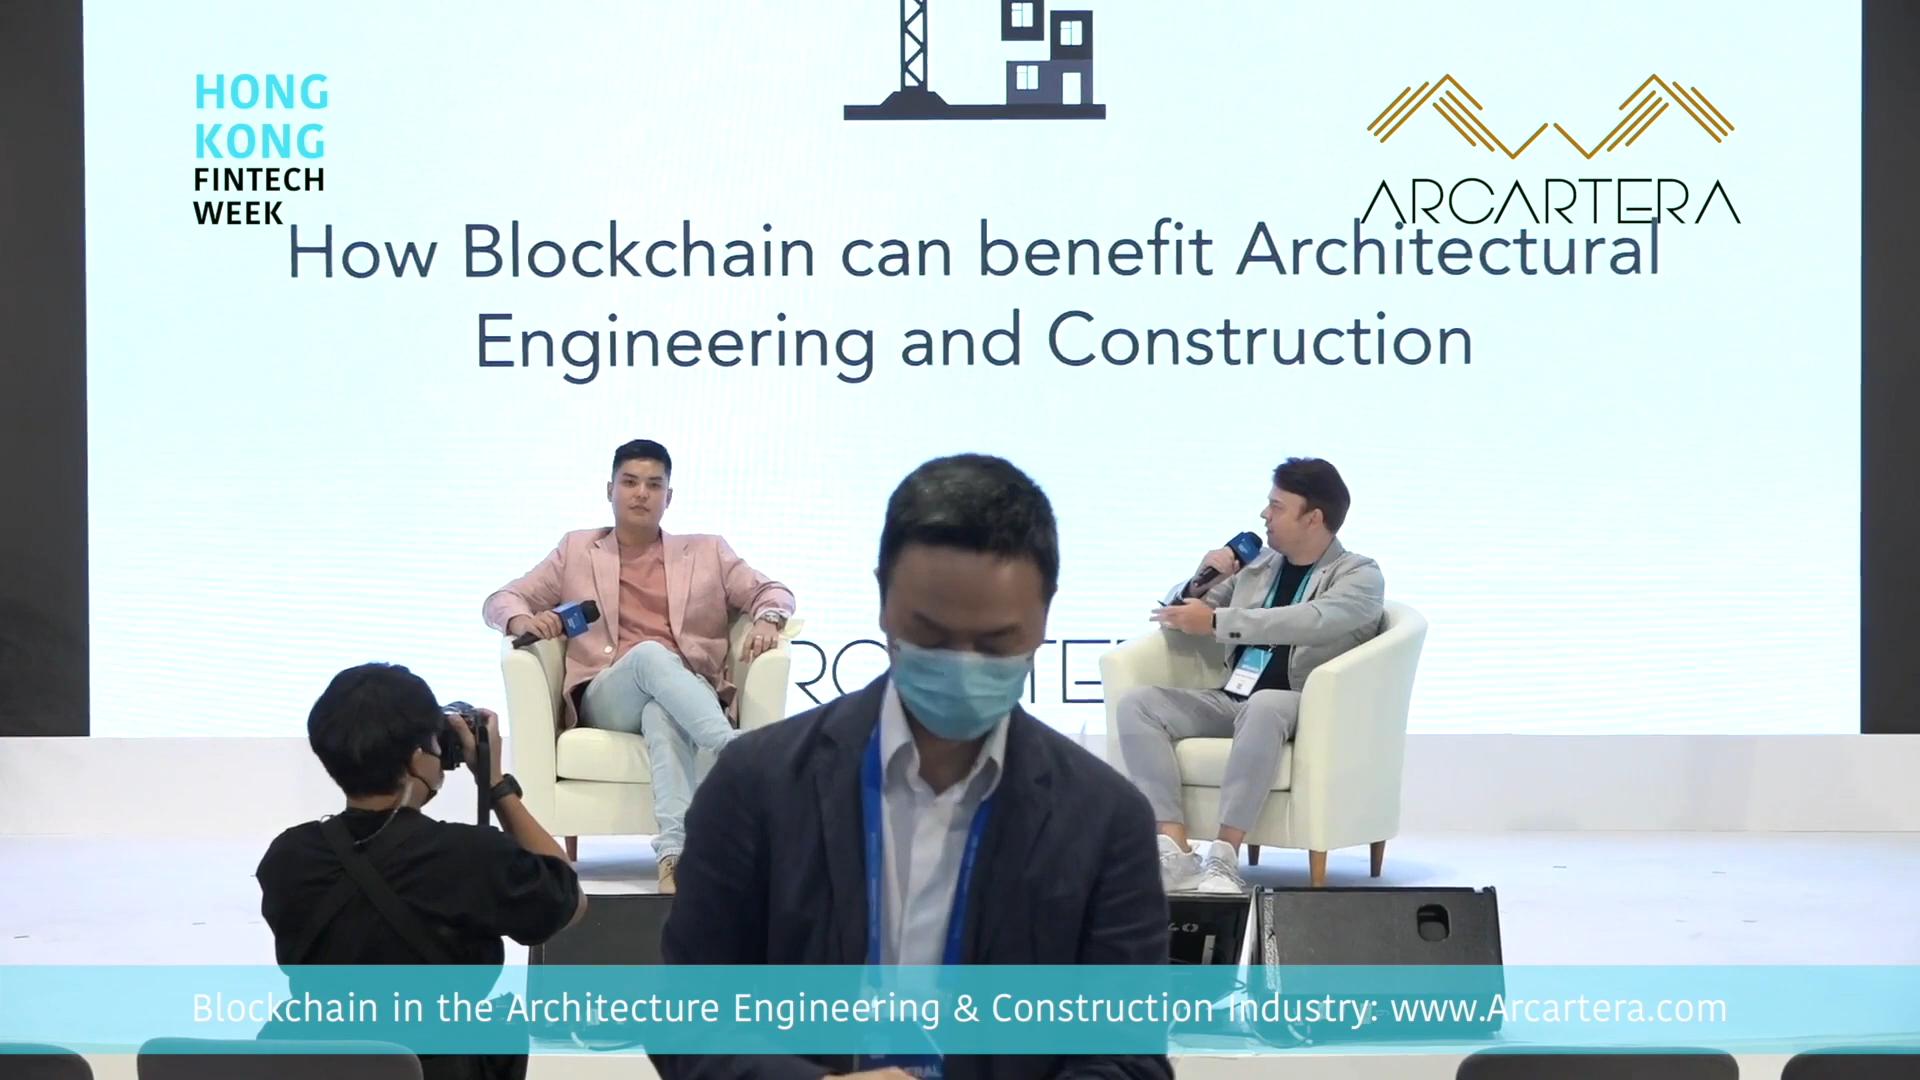 HONG
KONG
FINTECH
WEEK
ARCARTERA
How Blockchain can benefit Architectural
Engineering and Construction
Blockchain in the Architecture Engineering & Construction Industry: www.Arcartera.com